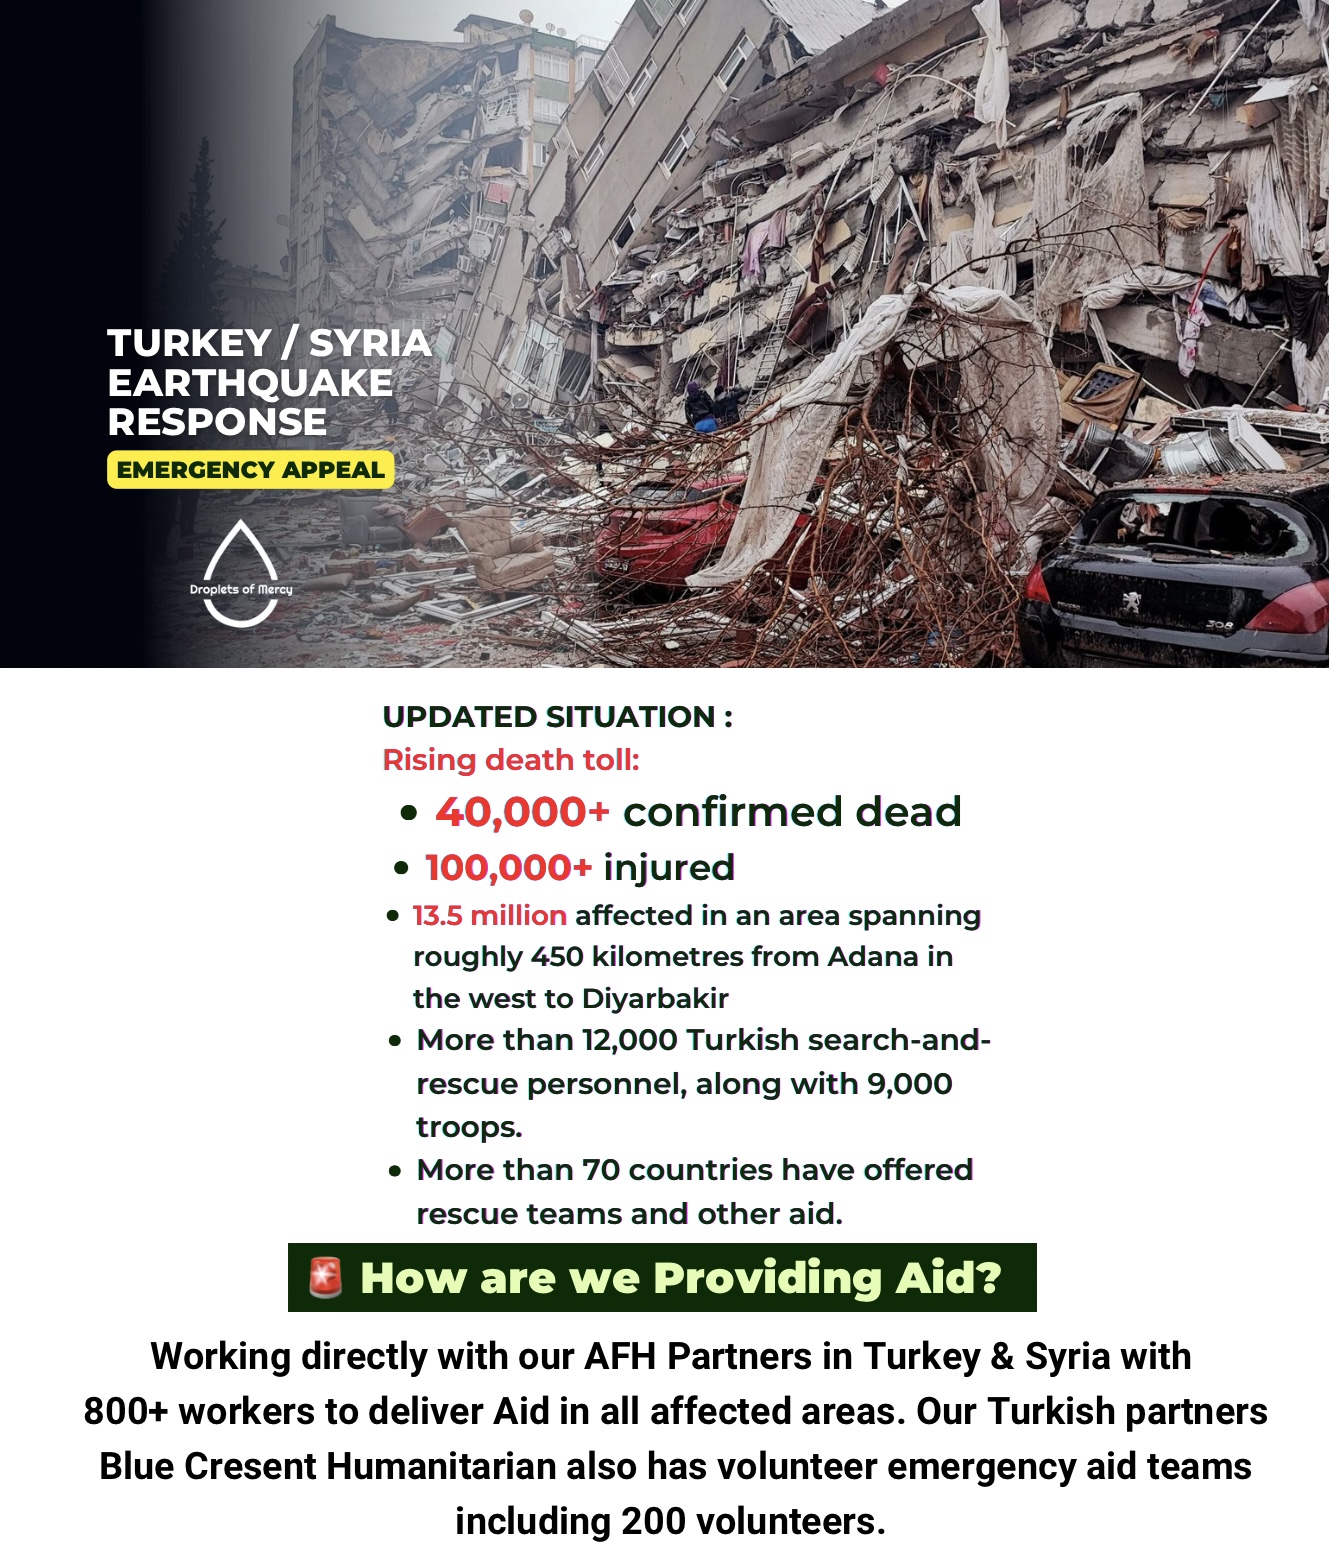 TURKEY / SYRIA
EARTHQUAKE
RESPONSE
EMERGENCY APPEAL
Droplets of Mercy
308
UPDATED SITUATION :
Rising death toll:
• 40,000+ confirmed dead
• 100,000+ injured
• 13.5 million affected in an area spanning
roughly 450 kilometres from Adana in
the west to Diyarbakir
• More than 12,000 Turkish search-and-
rescue personnel, along with 9,000
troops.
• More than 70 countries have offered
rescue teams and other aid.
🚨 How are we Providing Aid?
Working directly with our AFH Partners in Turkey & Syria with
800+ workers to deliver Aid in all affected areas. Our Turkish partners
Blue Cresent Humanitarian also has volunteer emergency aid teams
including 200 volunteers.